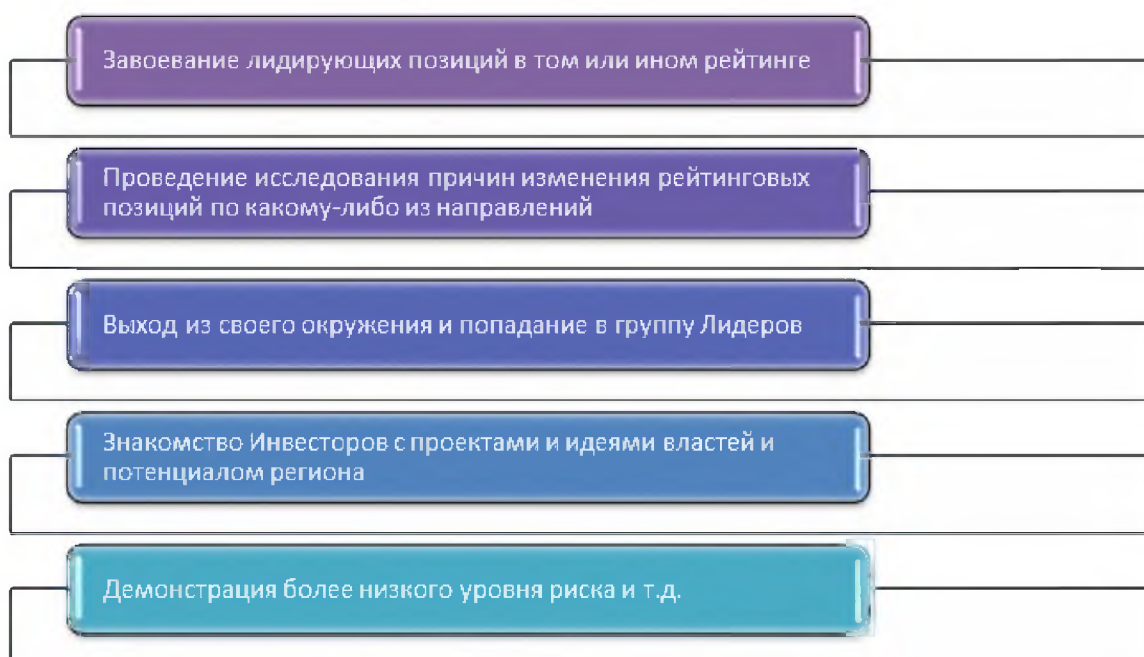 Завоевание лидирующих позиций в том или ином рейтинге
Проведение исследования причин изменения рейтинговых
позиций по какому-либо из направлений
Выход из своего окружения и попадание в группу Лидеров
Знакомство Инвесторов с проектами и идеями властей и
потенциалом региона
Демонстрация более низкого уровня риска и т.д.